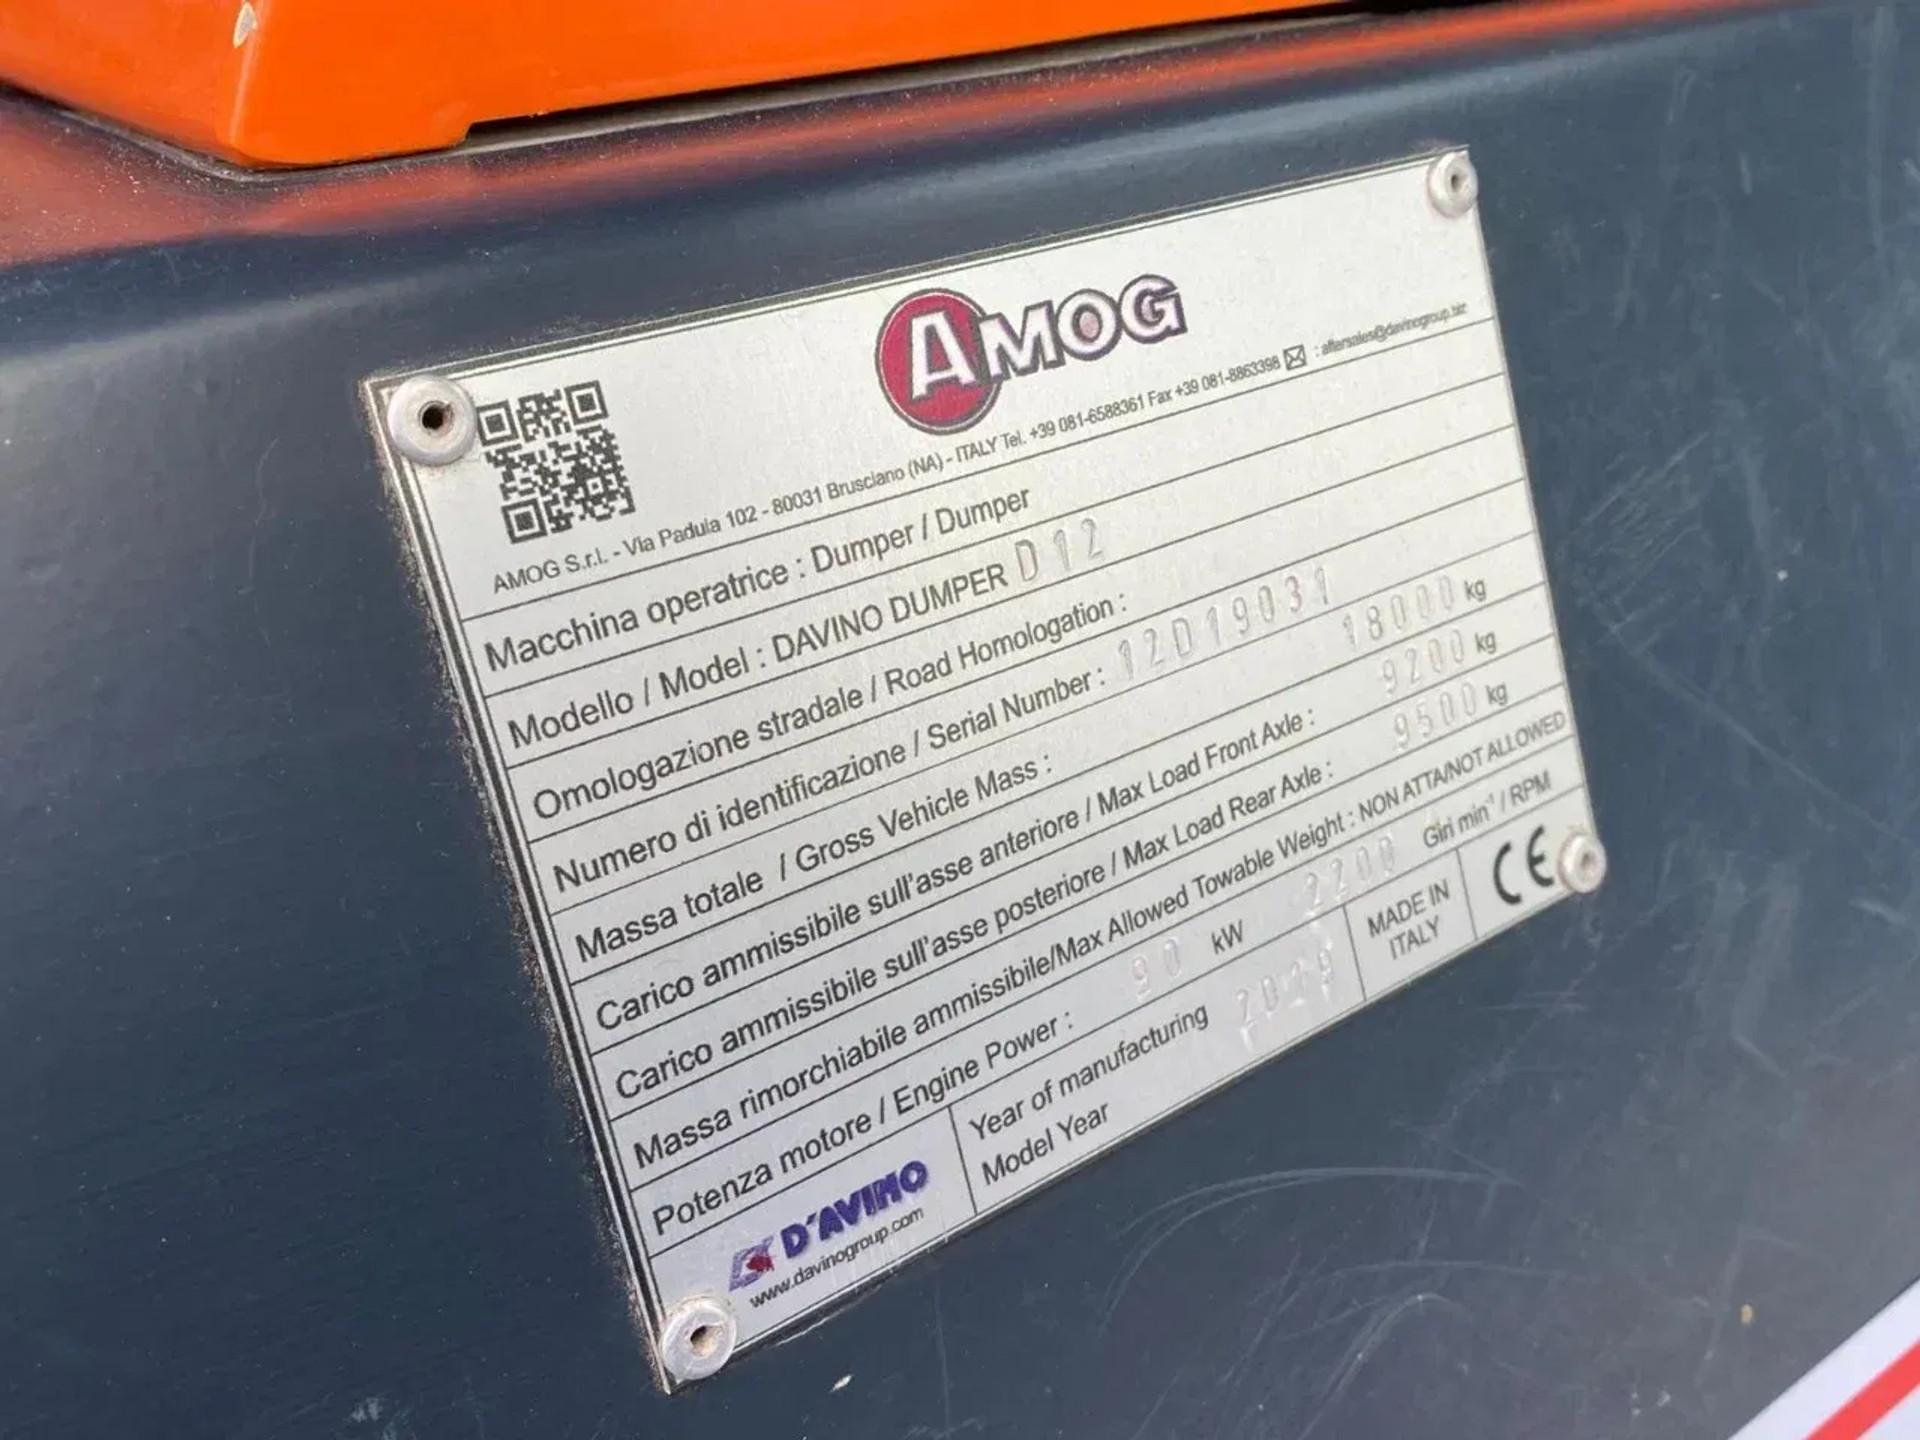 AMOG
AMOG S.r.l. - Via Padula 102 - 80031 Brusciano (NA) - ITALY Tel. +39 081-6588361 Fax +39 081-8863398 : aftersales@davinogroup.biz
Macchina operatrice : Dumper / Dumper
Modello / Model : DAVINO DUMPER D12
Omologazione stradale / Road Homologation :
Numero di identificazione / Serial Number : 12D19031
Massa totale / Gross Vehicle Mass : 18000 kg
Carico ammissibile sull'asse anteriore / Max Load Front Axle : 9200 kg
Carico ammissibile sull'asse posteriore / Max Load Rear Axle : 9500 kg
Massa rimorchiabile ammissibile/Max Allowed Towable Weight : NON ATTA/NOT ALLOWED
Potenza motore / Engine Power : 90 kW 2200 Giri min⁻¹ / RPM
D'AVINO
www.davinogroup.com
Year of manufacturing 2019
Model Year
MADE IN
ITALY
CE